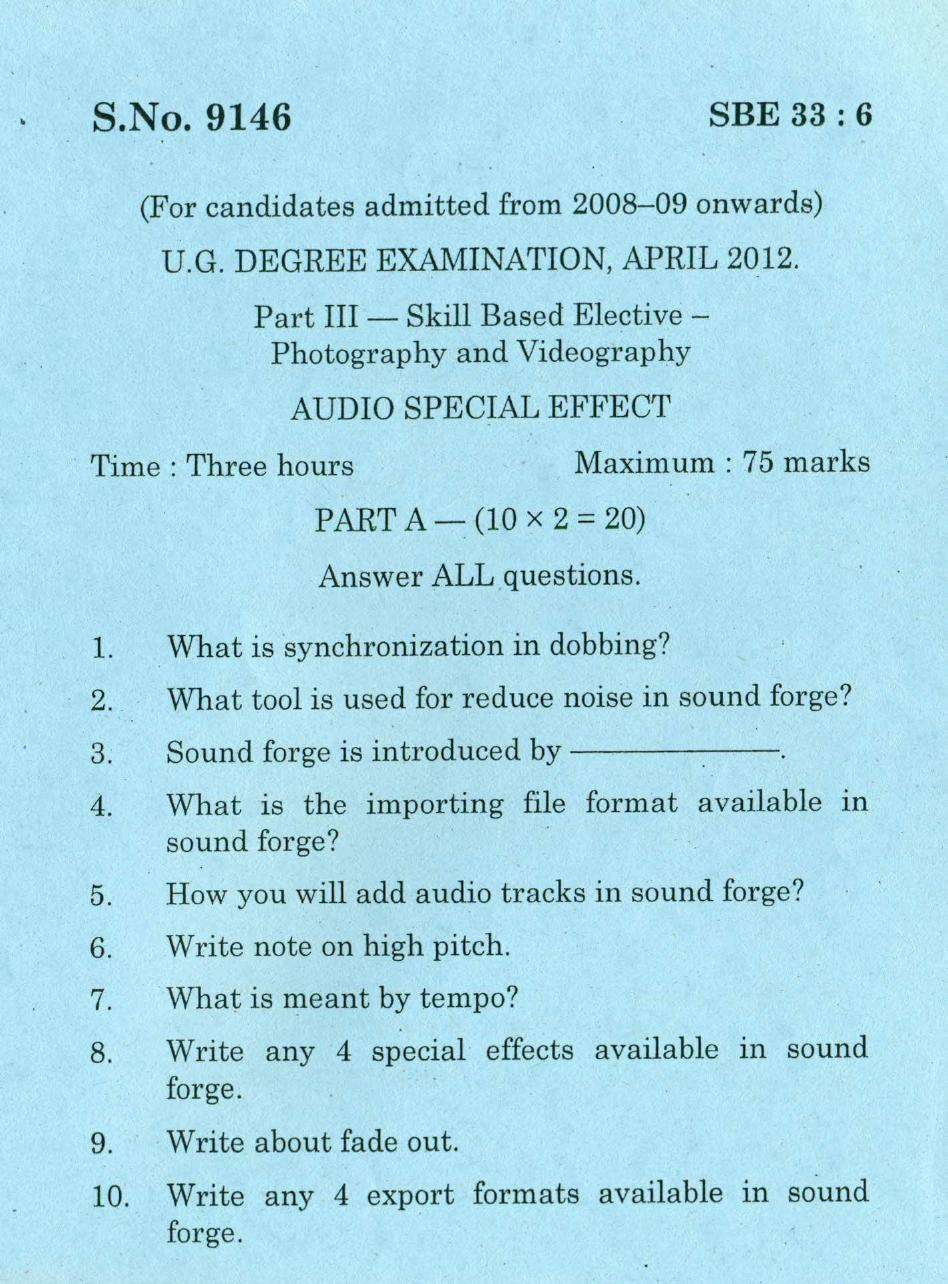 S.No. 9146 SBE 33 : 6
(For candidates admitted from 2008–09 onwards)
U.G. DEGREE EXAMINATION, APRIL 2012.
Part III — Skill Based Elective –
Photography and Videography
AUDIO SPECIAL EFFECT
Time : Three hours Maximum : 75 marks
PART A — (10 × 2 = 20)
Answer ALL questions.
1. What is synchronization in dobbing?
2. What tool is used for reduce noise in sound forge?
3. Sound forge is introduced by ————————.
4. What is the importing file format available in
sound forge?
5. How you will add audio tracks in sound forge?
6. Write note on high pitch.
7. What is meant by tempo?
8. Write any 4 special effects available in sound
forge.
9. Write about fade out.
10. Write any 4 export formats available in sound
forge.